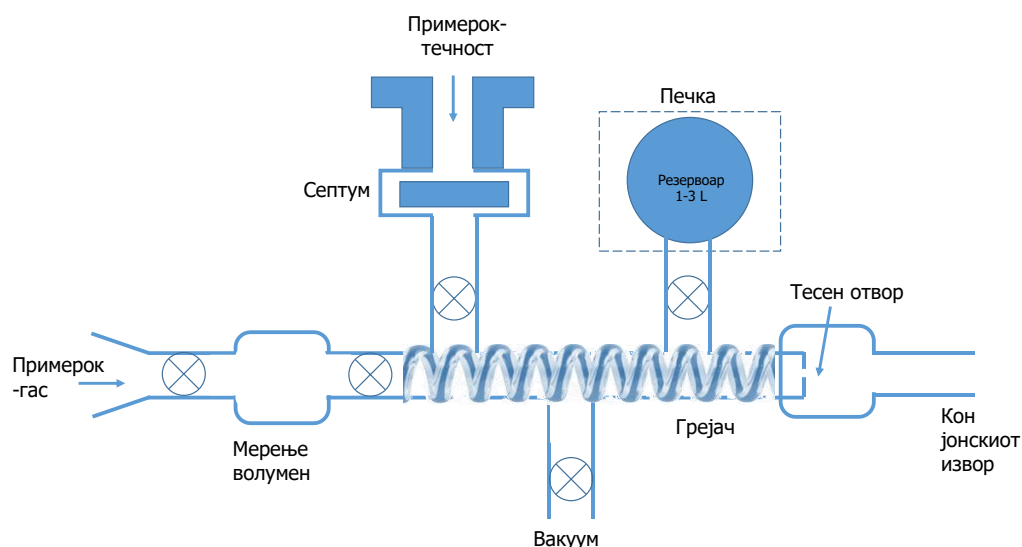 Примерок-
течност
Печка
Септум
Резервоар
1-3 L
Тесен отвор
Примерок
-гас
Мерење
волумен
Грејач
Кон
јонскиот
извор
Вакуум